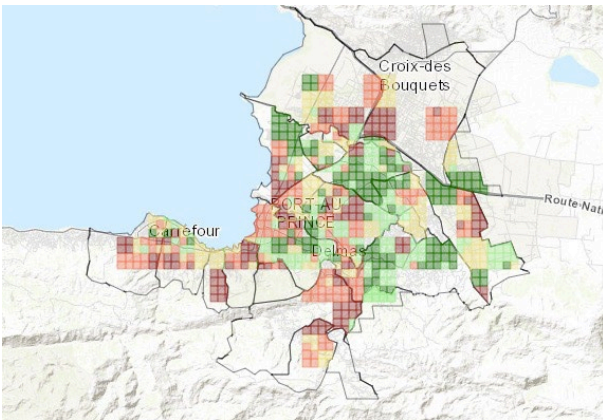 Croix-des
Bouquets
Route Nati
PORT AU
PRINCE
Carrefour
Delmas